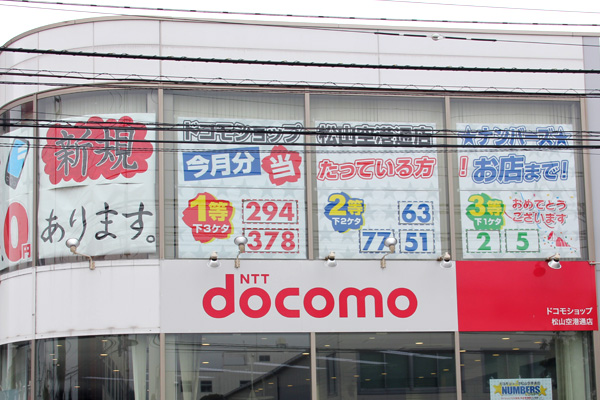 新規
あります。
0円
ドコモショップ 松山空港通店 ★ナンバーズ★
今月分 当 たっている方 !お店まで!
1等 下3ケタ 294 378
2等 下2ケタ 63 77 51
3等 下1ケタ 2 5
おめでとう
ございます
NTT
docomo
ドコモショップ
松山空港通店
NUMBERS